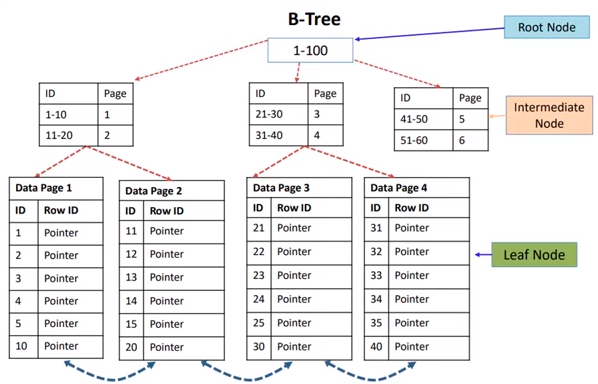 B-Tree
Root Node
1-100
ID Page
1-10 1
11-20 2
ID Page
21-30 3
31-40 4
ID Page
41-50 5
51-60 6
Intermediate
Node
Data Page 1
ID Row ID
1 Pointer
2 Pointer
3 Pointer
4 Pointer
5 Pointer
10 Pointer
Data Page 2
ID Row ID
11 Pointer
12 Pointer
13 Pointer
14 Pointer
15 Pointer
20 Pointer
Data Page 3
ID Row ID
21 Pointer
22 Pointer
23 Pointer
24 Pointer
25 Pointer
30 Pointer
Data Page 4
ID Row ID
31 Pointer
32 Pointer
33 Pointer
34 Pointer
35 Pointer
40 Pointer
Leaf Node